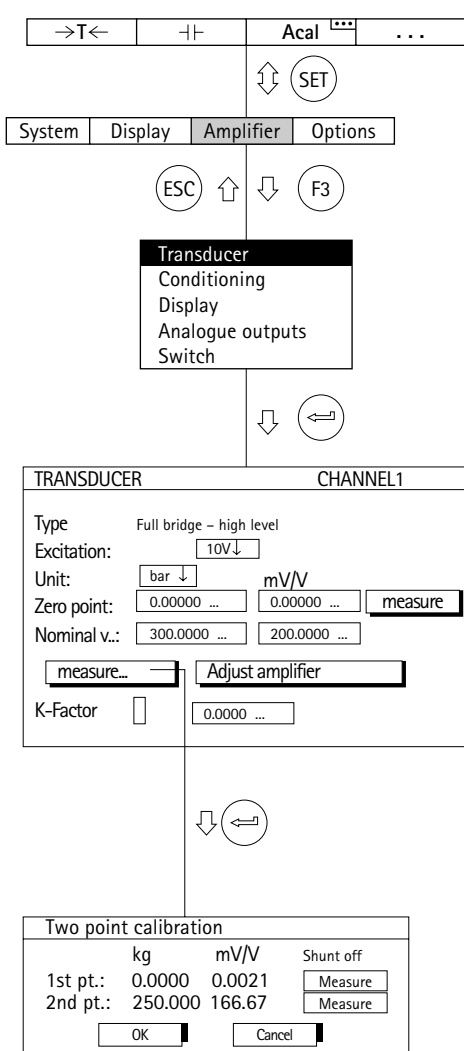 →T← ⊣⊢ Acal ...
SET
System Display Amplifier Options
ESC F3
Transducer
Conditioning
Display
Analogue outputs
Switch
TRANSDUCER CHANNEL1
Type Full bridge – high level
Excitation: 10V↓
Unit: bar ↓ mV/V
Zero point: 0.00000 ... 0.00000 ... measure
Nominal v..: 300.0000 ... 200.0000 ...
measure... Adjust amplifier
K-Factor 0.0000 ...
Two point calibration
kg mV/V Shunt off
1st pt.: 0.0000 0.0021 Measure
2nd pt.: 250.000 166.67 Measure
OK Cancel